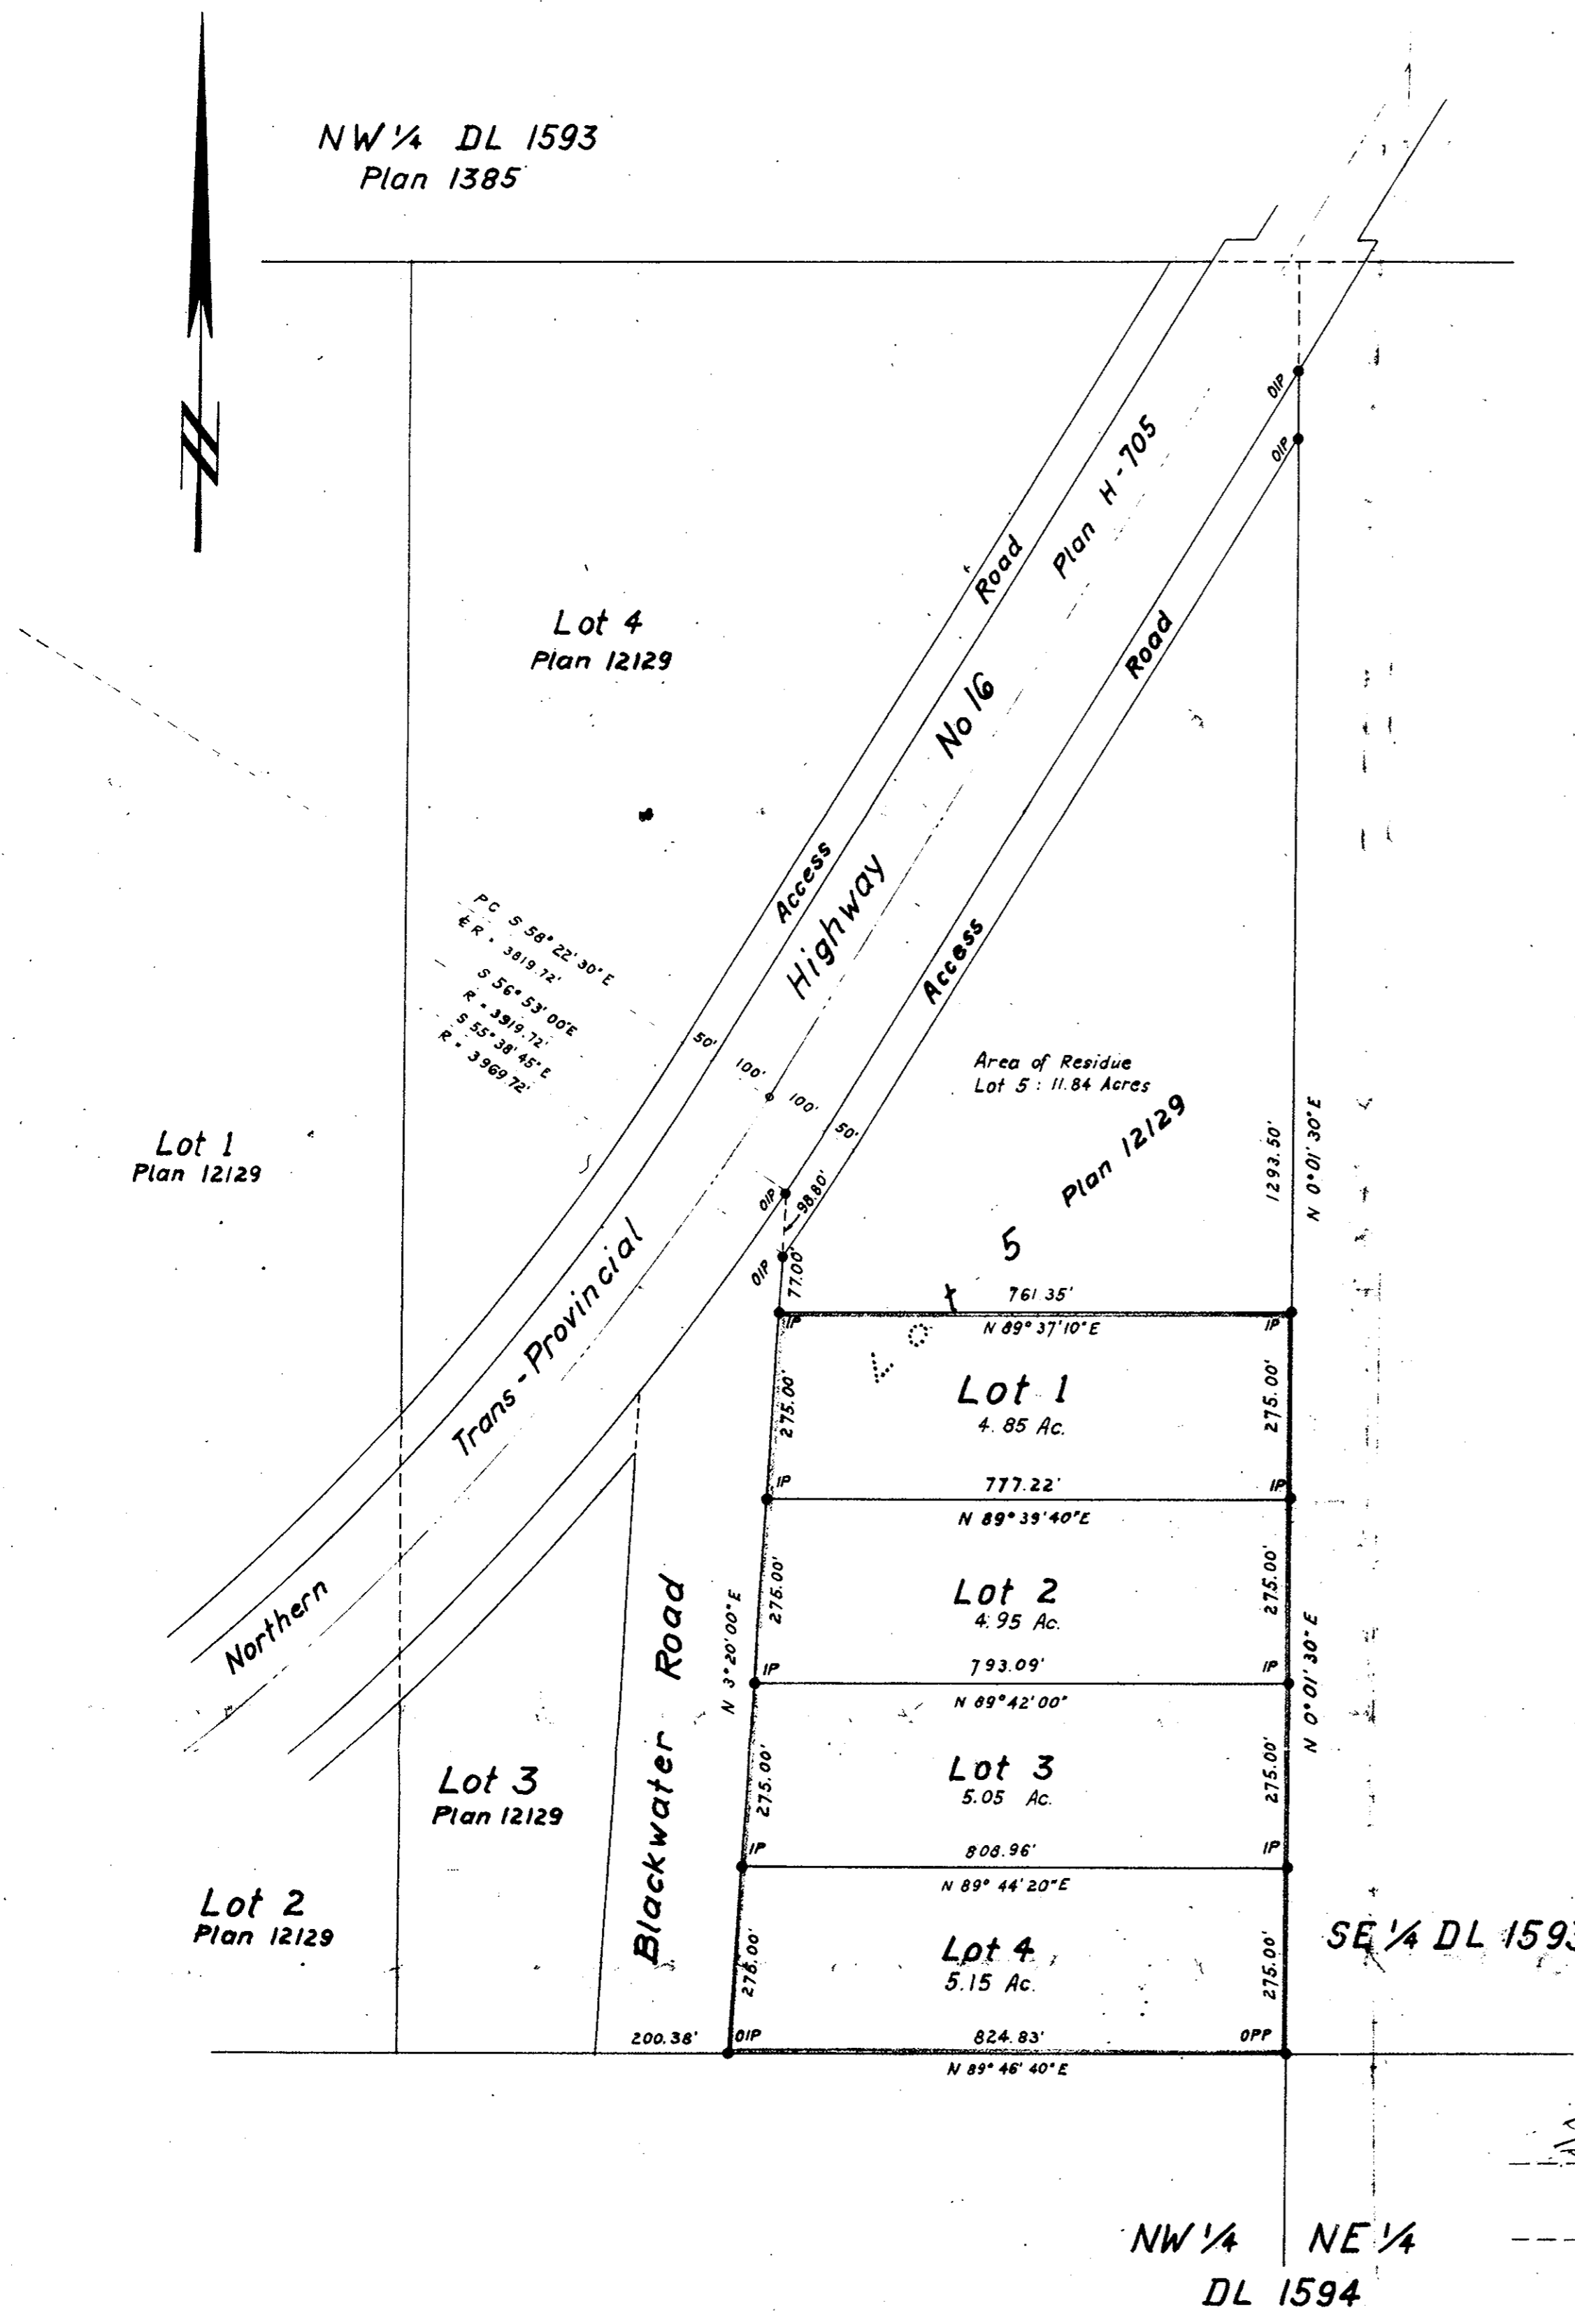 NW 1/4 DL 1593
Plan 1385
OIP
OIP
Plan H-705
Road
Road
Lot 4
Plan 12129
No 16
Access
Highway
Access
PC S 58° 22' 30" E
℄ R = 3819.72'
S 56° 53' 00" E
R = 3919.72'
S 55° 38' 45" E
R = 3969.72'
50'
100'
100'
50'
Area of Residue
Lot 5 : 11.84 Acres
Plan 12129
1293.50'
N 0° 01' 30" E
Lot 1
Plan 12129
OIP
98.80'
OIP
77.00'
Lot 5
Northern Trans-Provincial
761.35'
IP
N 89° 37' 10" E
IP
275.00'
Lot 1
4.85 Ac.
275.00'
IP
777.22'
IP
N 89° 39' 40" E
275.00'
Lot 2
4.95 Ac.
275.00'
N 3° 20' 00" E
Blackwater Road
IP
793.09'
IP
N 89° 42' 00"
N 0° 01' 30" E
275.00'
Lot 3
5.05 Ac.
275.00'
Lot 3
Plan 12129
IP
808.96'
IP
N 89° 44' 20" E
Lot 2
Plan 12129
275.00'
Lot 4
5.15 Ac.
275.00'
SE 1/4 DL 1593
200.38'
OIP
824.83'
OPP
N 89° 46' 40" E
NW 1/4
NE 1/4
DL 1594